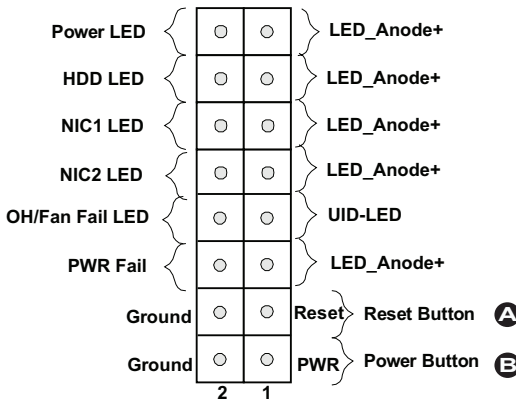 Power LED LED_Anode+
HDD LED LED_Anode+
NIC1 LED LED_Anode+
NIC2 LED LED_Anode+
OH/Fan Fail LED UID-LED
PWR Fail LED_Anode+
Ground Reset Reset Button A
Ground PWR Power Button B
2 1